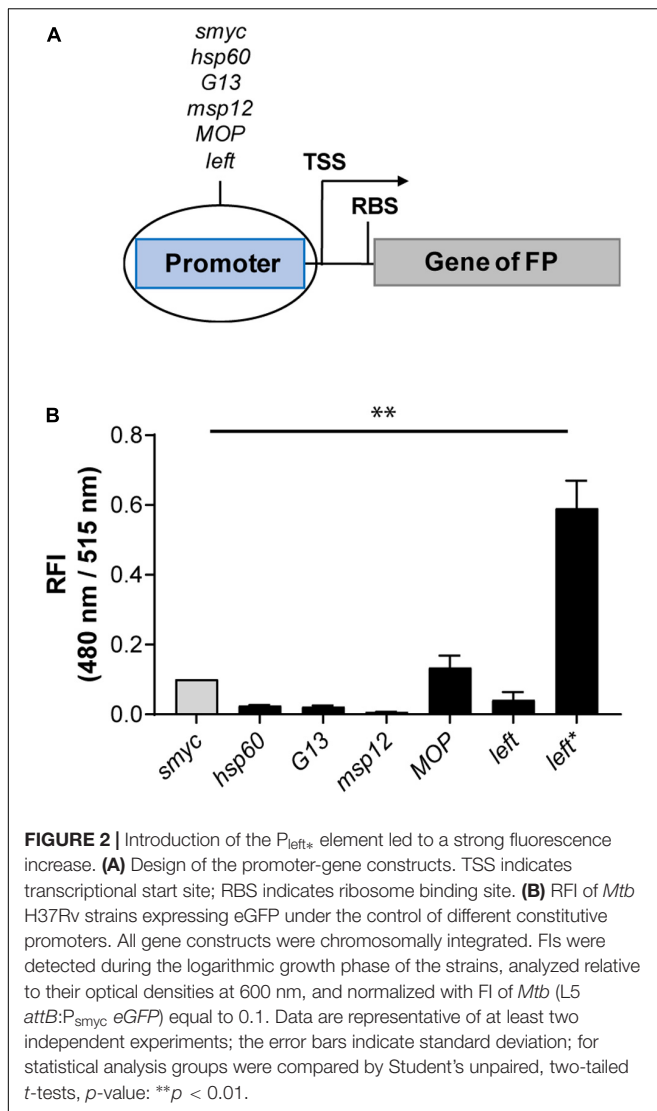 A
smyc
hsp60
G13
msp12
MOP
left
TSS
RBS
Promoter
Gene of FP
B
**
0.8
0.6
0.4
0.2
0.0
RFI
(480 nm / 515 nm)
smyc
hsp60
G13
msp12
MOP
left
left*
FIGURE 2 | Introduction of the Pleft* element led to a strong fluorescence
increase. (A) Design of the promoter-gene constructs. TSS indicates
transcriptional start site; RBS indicates ribosome binding site. (B) RFI of Mtb
H37Rv strains expressing eGFP under the control of different constitutive
promoters. All gene constructs were chromosomally integrated. FIs were
detected during the logarithmic growth phase of the strains, analyzed relative
to their optical densities at 600 nm, and normalized with FI of Mtb (L5
attB:Psmyc eGFP) equal to 0.1. Data are representative of at least two
independent experiments; the error bars indicate standard deviation; for
statistical analysis groups were compared by Student's unpaired, two-tailed
t-tests, p-value: **p < 0.01.